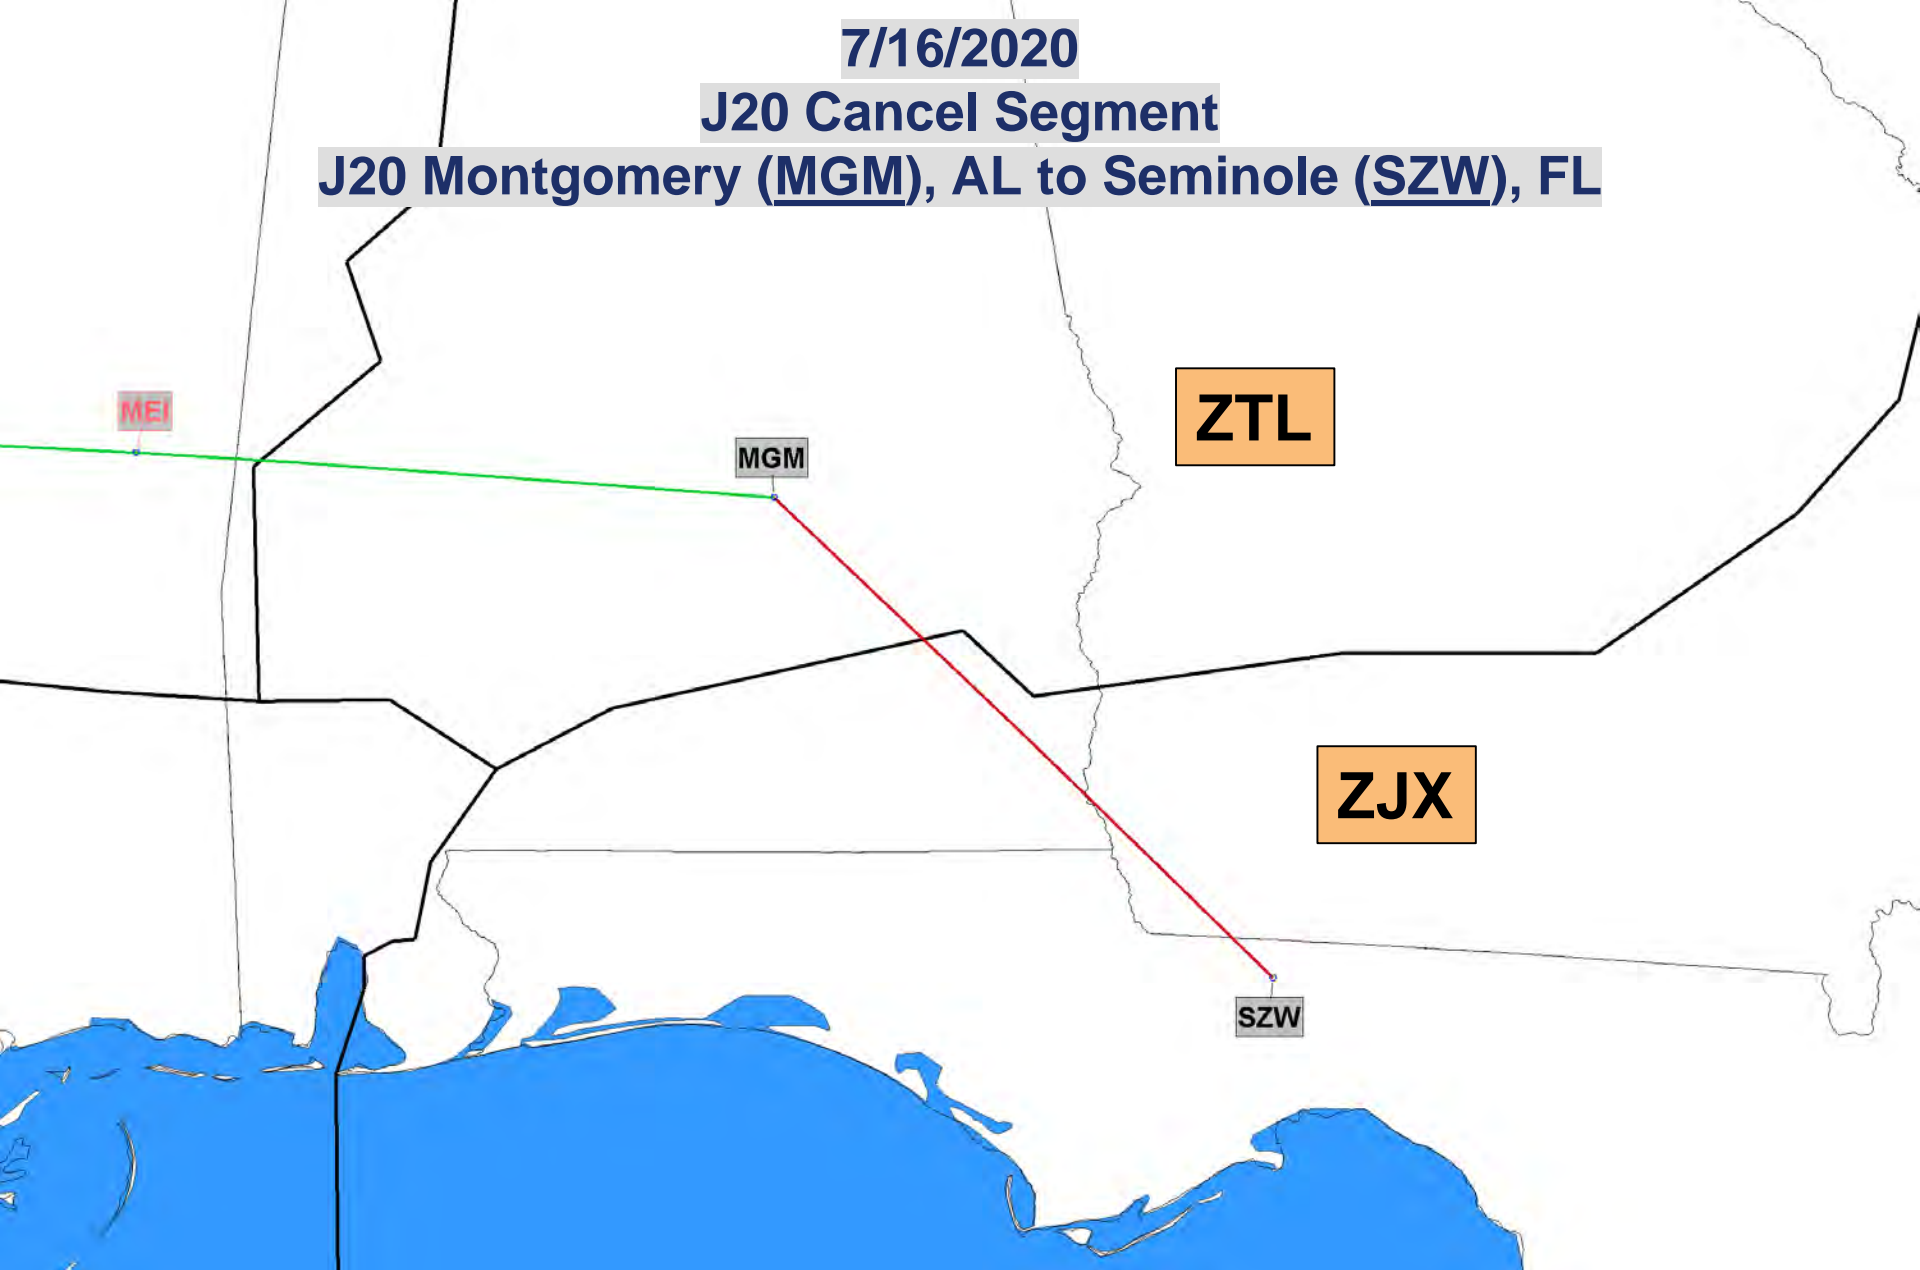 7/16/2020
J20 Cancel Segment
J20 Montgomery (MGM), AL to Seminole (SZW), FL
MEI
ZTL
MGM
ZJX
SZW